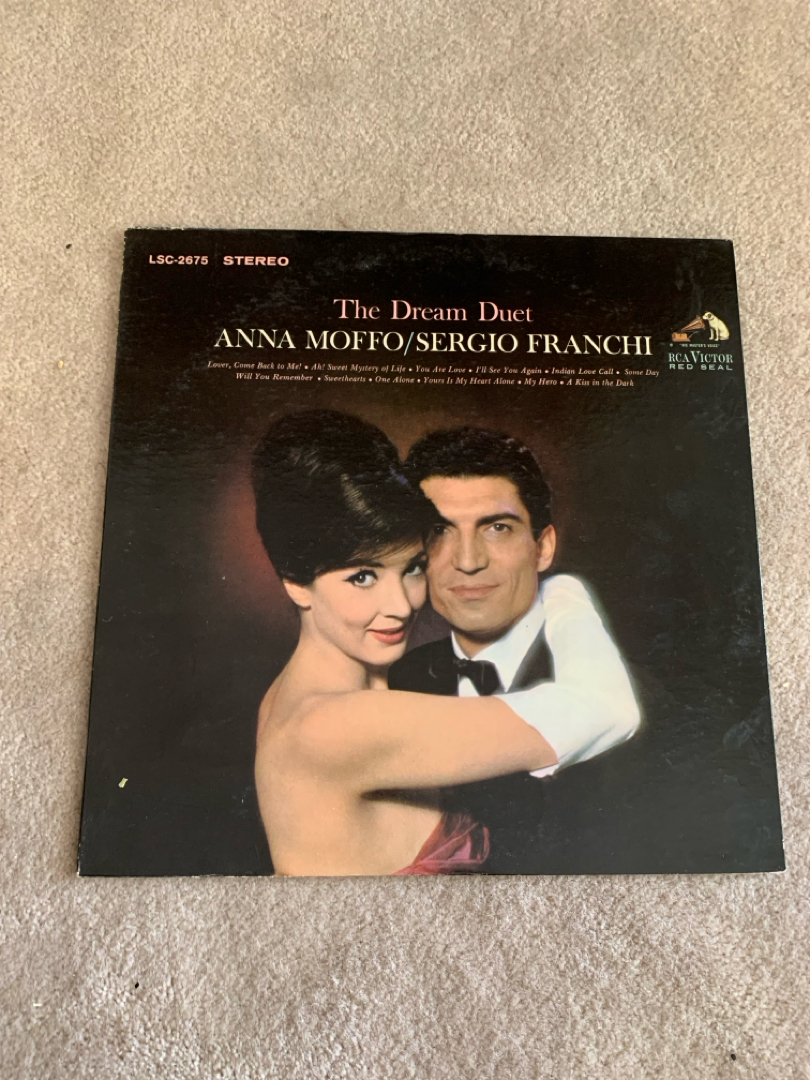 LSC-2675 STEREO
The Dream Duet
ANNA MOFFO/SERGIO FRANCHI
Lover, Come Back to Me! • Ah! Sweet Mystery of Life • You Are Love • I'll See You Again • Indian Love Call • Some Day
Will You Remember • Sweethearts • One Alone • Yours Is My Heart Alone • My Hero • A Kiss in the Dark
"HIS MASTER'S VOICE"
RCA VICTOR
RED SEAL